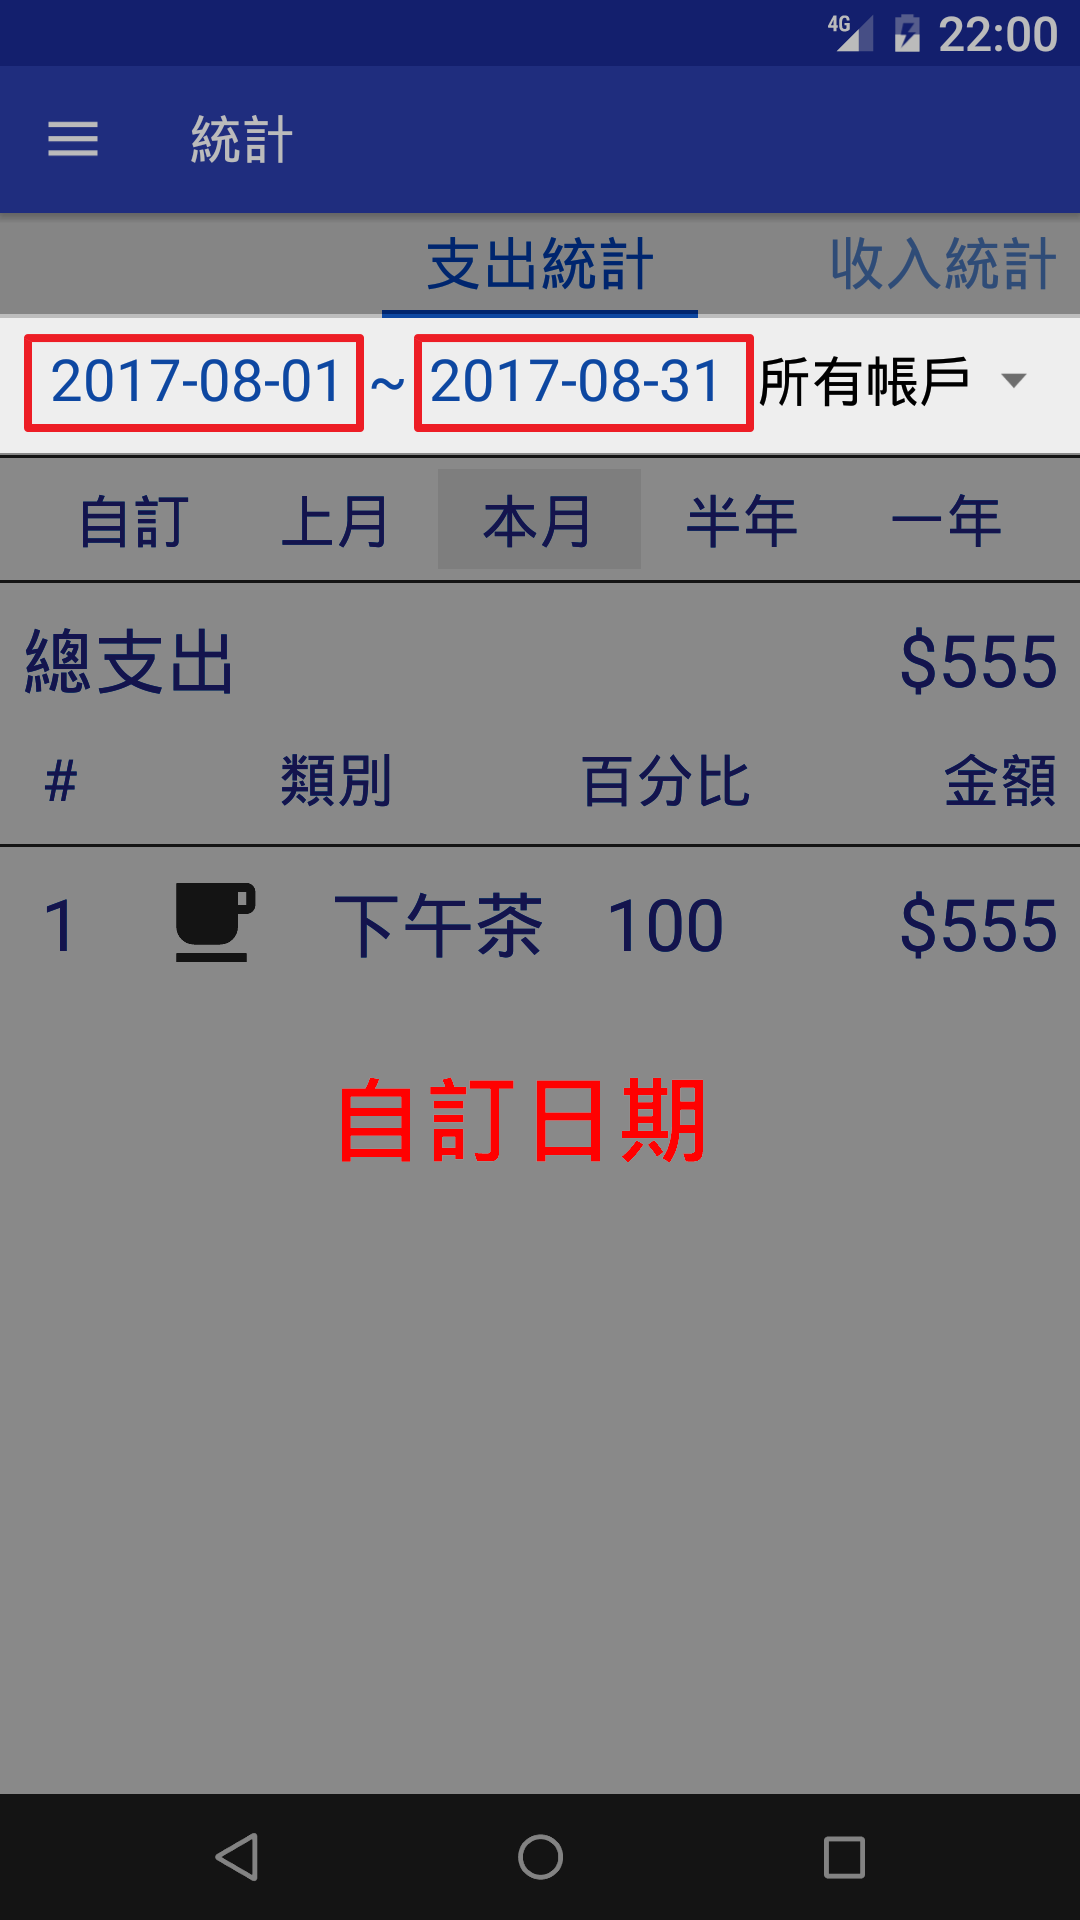 4G 22:00
統計
支出統計 收入統計
2017-08-01 ~ 2017-08-31 所有帳戶
自訂 上月 本月 半年 一年
總支出 $555
# 類別 百分比 金額
1 下午茶 100 $555
自訂日期